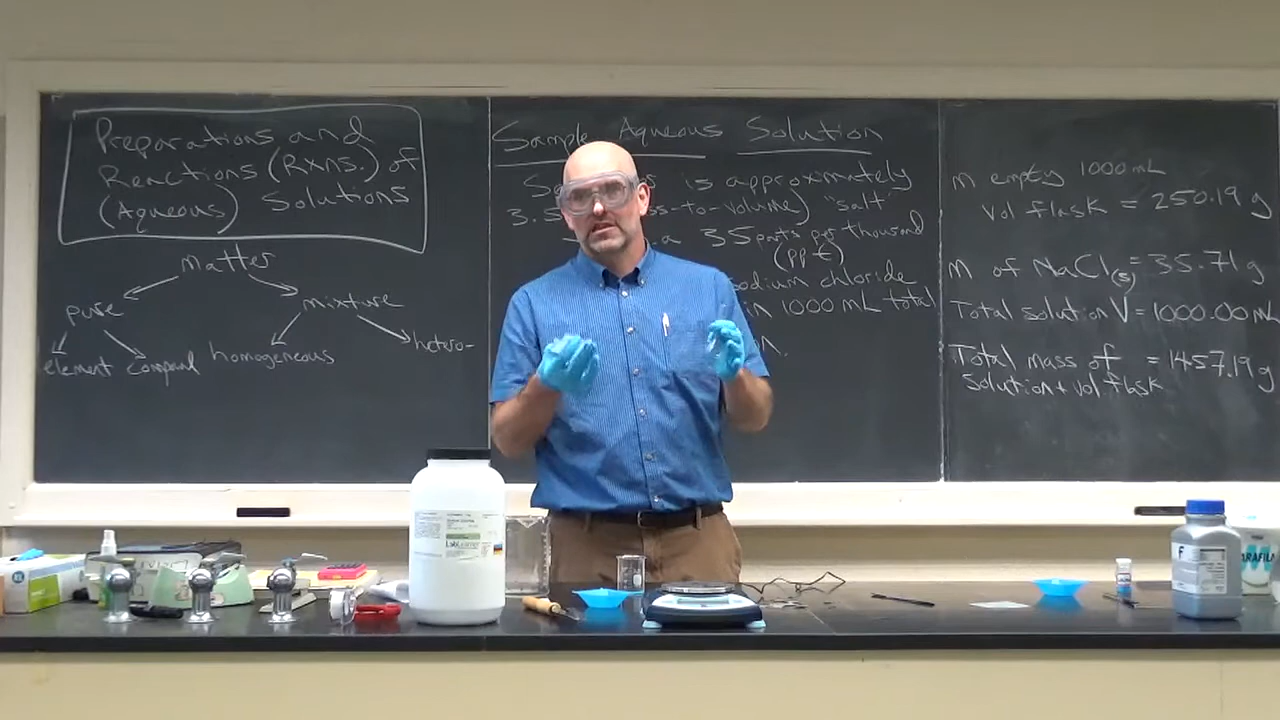 Preparations and
Reactions (Rxns.) of
(Aqueous) Solutions
matter
pure
mixture
element compound homogeneous
hetero-
Sample Aqueous Solution
is approximately
3.5 -to-volume) "salt"
35 parts per thousand
(ppt)
sodium chloride
in 1000 mL total
m empty 1000 mL
vol flask = 250.19 g
m of NaCl(s) = 35.71 g
Total solution V = 1000.00 mL
Total mass of = 1457.19 g
solution + vol flask
F